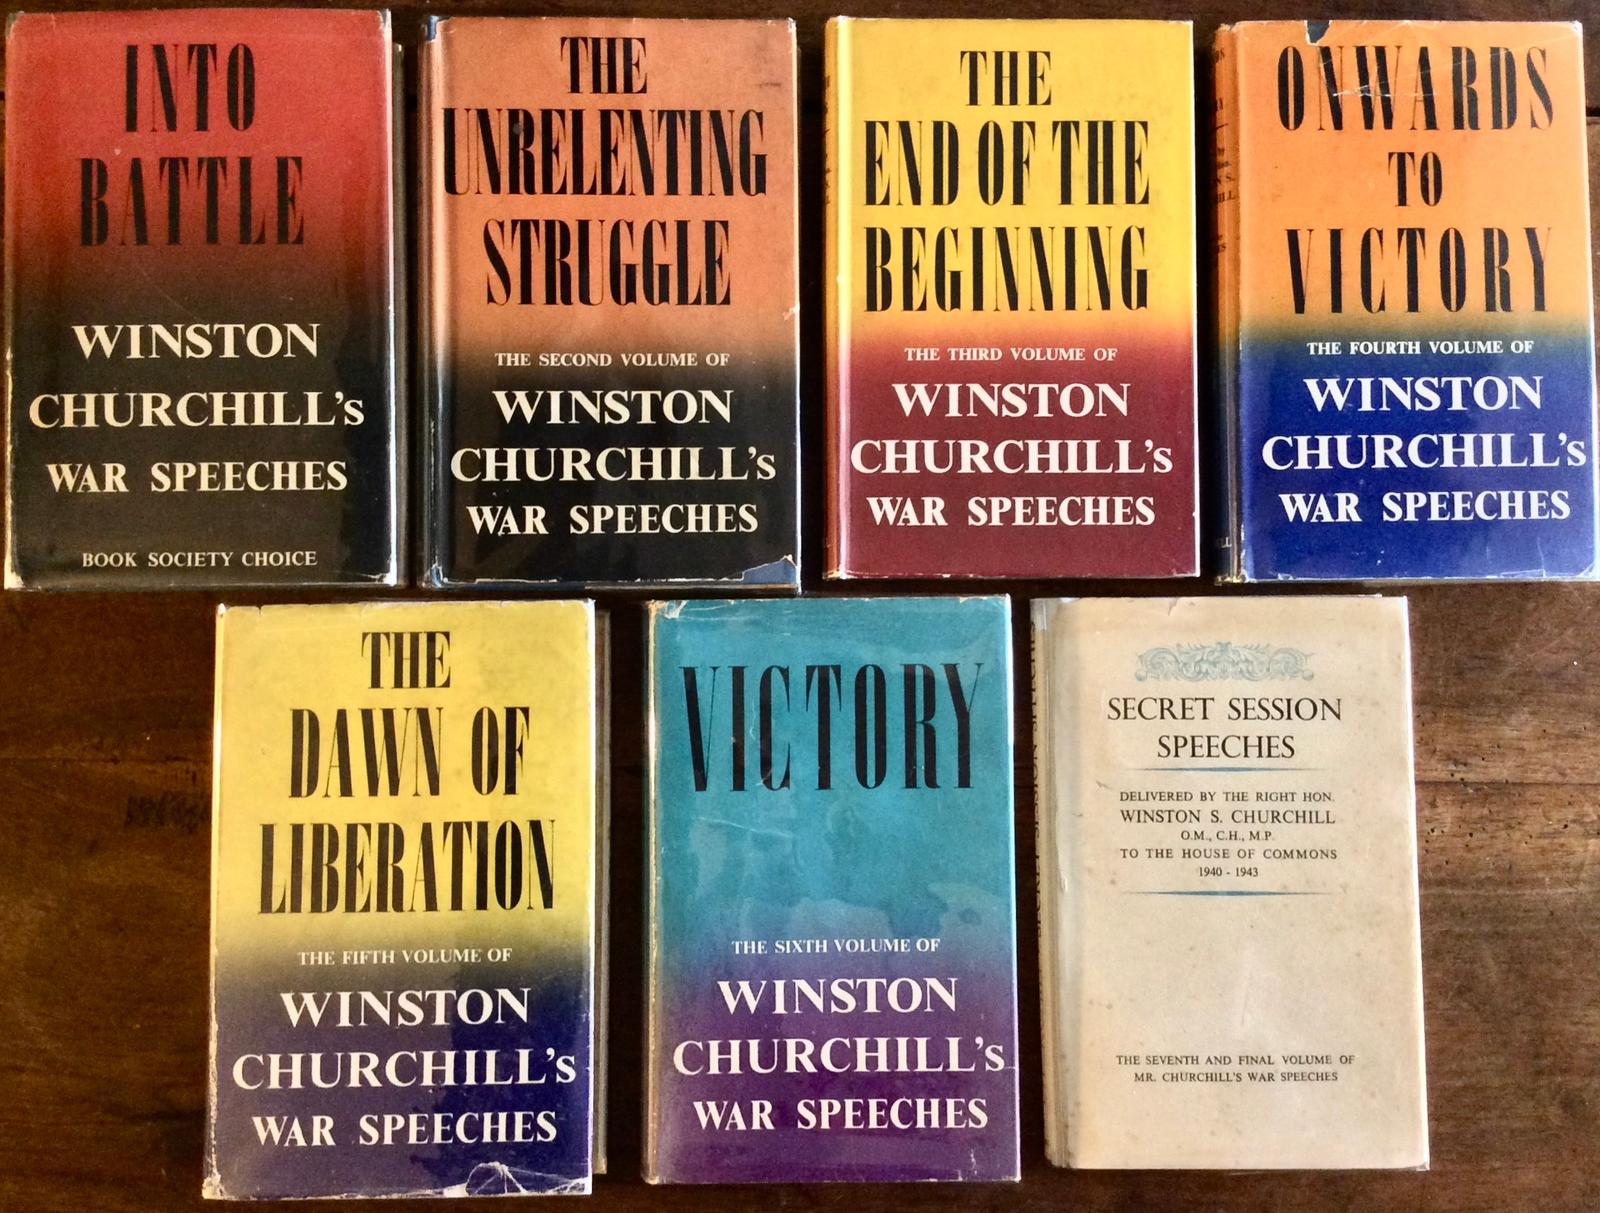 INTO
BATTLE
WINSTON
CHURCHILL's
WAR SPEECHES
BOOK SOCIETY CHOICE
THE
UNRELENTING
STRUGGLE
THE SECOND VOLUME OF
WINSTON
CHURCHILL's
WAR SPEECHES
THE
END OF THE
BEGINNING
THE THIRD VOLUME OF
WINSTON
CHURCHILL's
WAR SPEECHES
ONWARDS
TO
VICTORY
THE FOURTH VOLUME OF
WINSTON
CHURCHILL's
WAR SPEECHES
THE
DAWN OF
LIBERATION
THE FIFTH VOLUME OF
WINSTON
CHURCHILL's
WAR SPEECHES
VICTORY
THE SIXTH VOLUME OF
WINSTON
CHURCHILL's
WAR SPEECHES
SECRET SESSION
SPEECHES
DELIVERED BY THE RIGHT HON.
WINSTON S. CHURCHILL
O.M., C.H., M.P.
TO THE HOUSE OF COMMONS
1940 - 1943
THE SEVENTH AND FINAL VOLUME OF
MR. CHURCHILL'S WAR SPEECHES